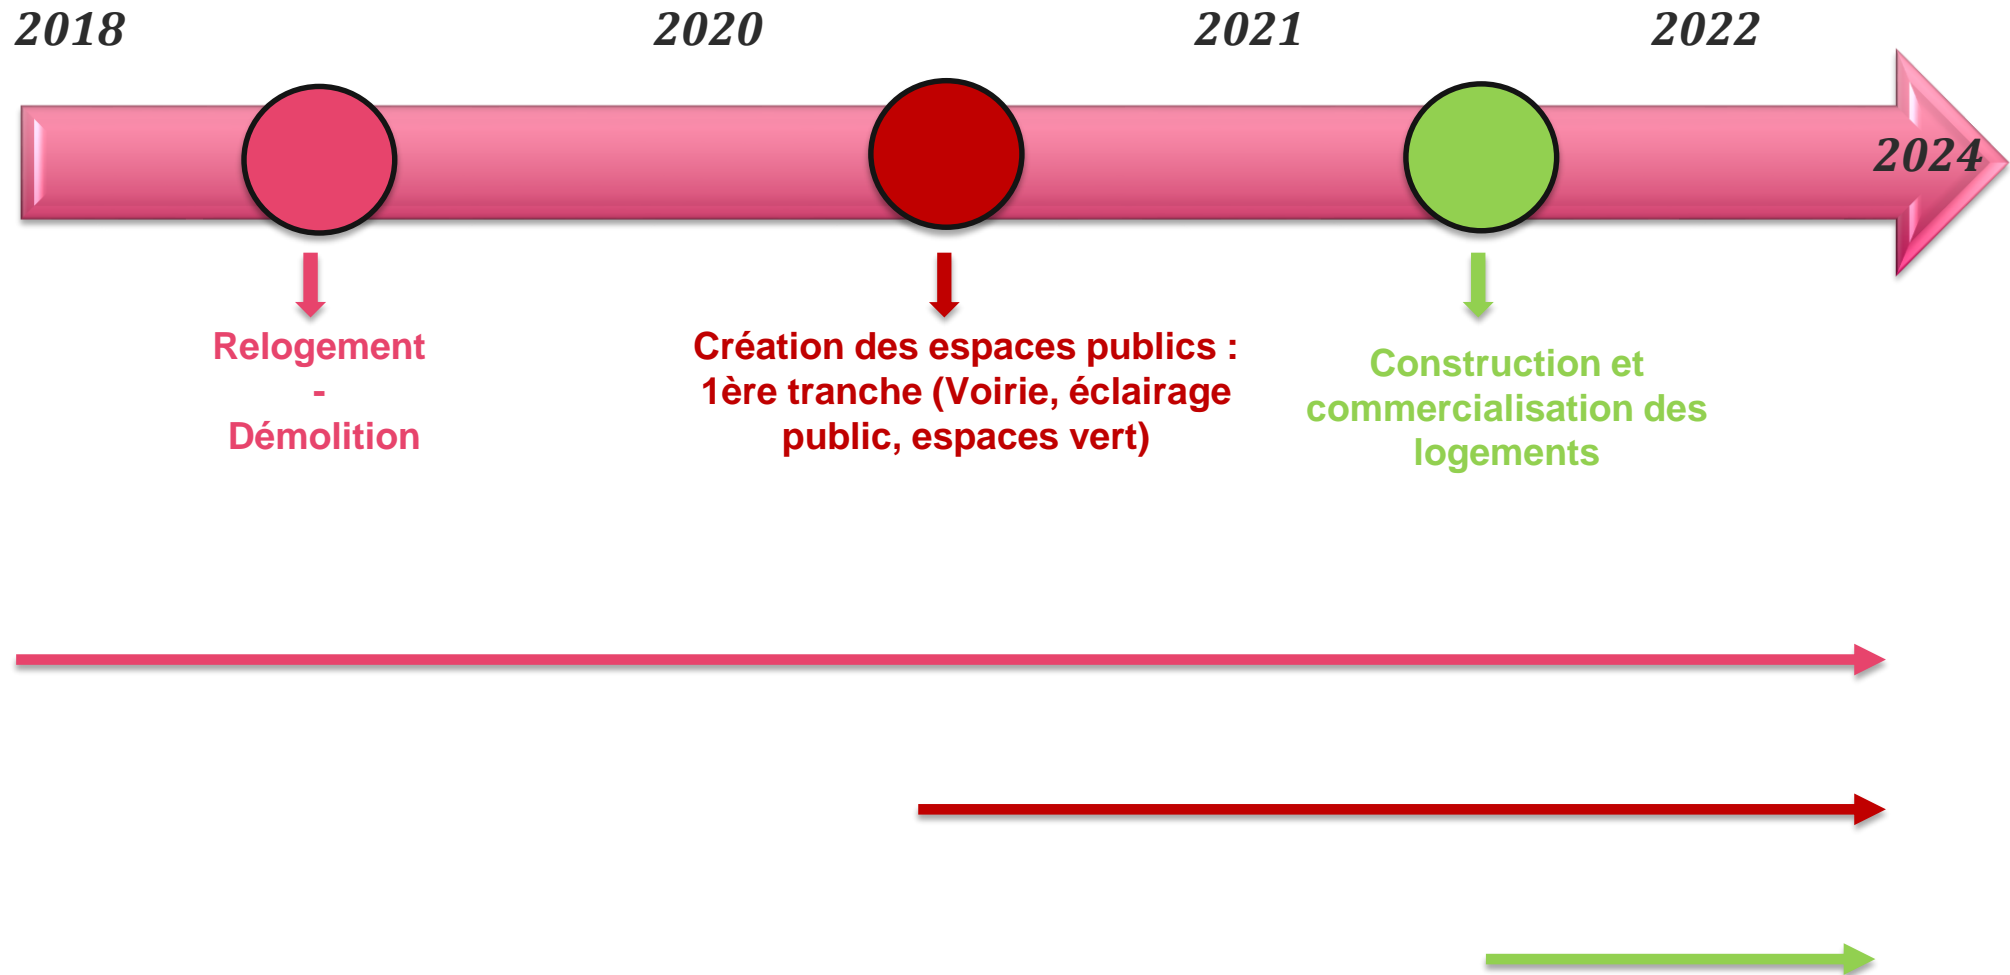 2018
2020
2021
2022
2024
Relogement
-
Démolition
Création des espaces publics :
1ère tranche (Voirie, éclairage
public, espaces vert)
Construction et
commercialisation des
logements